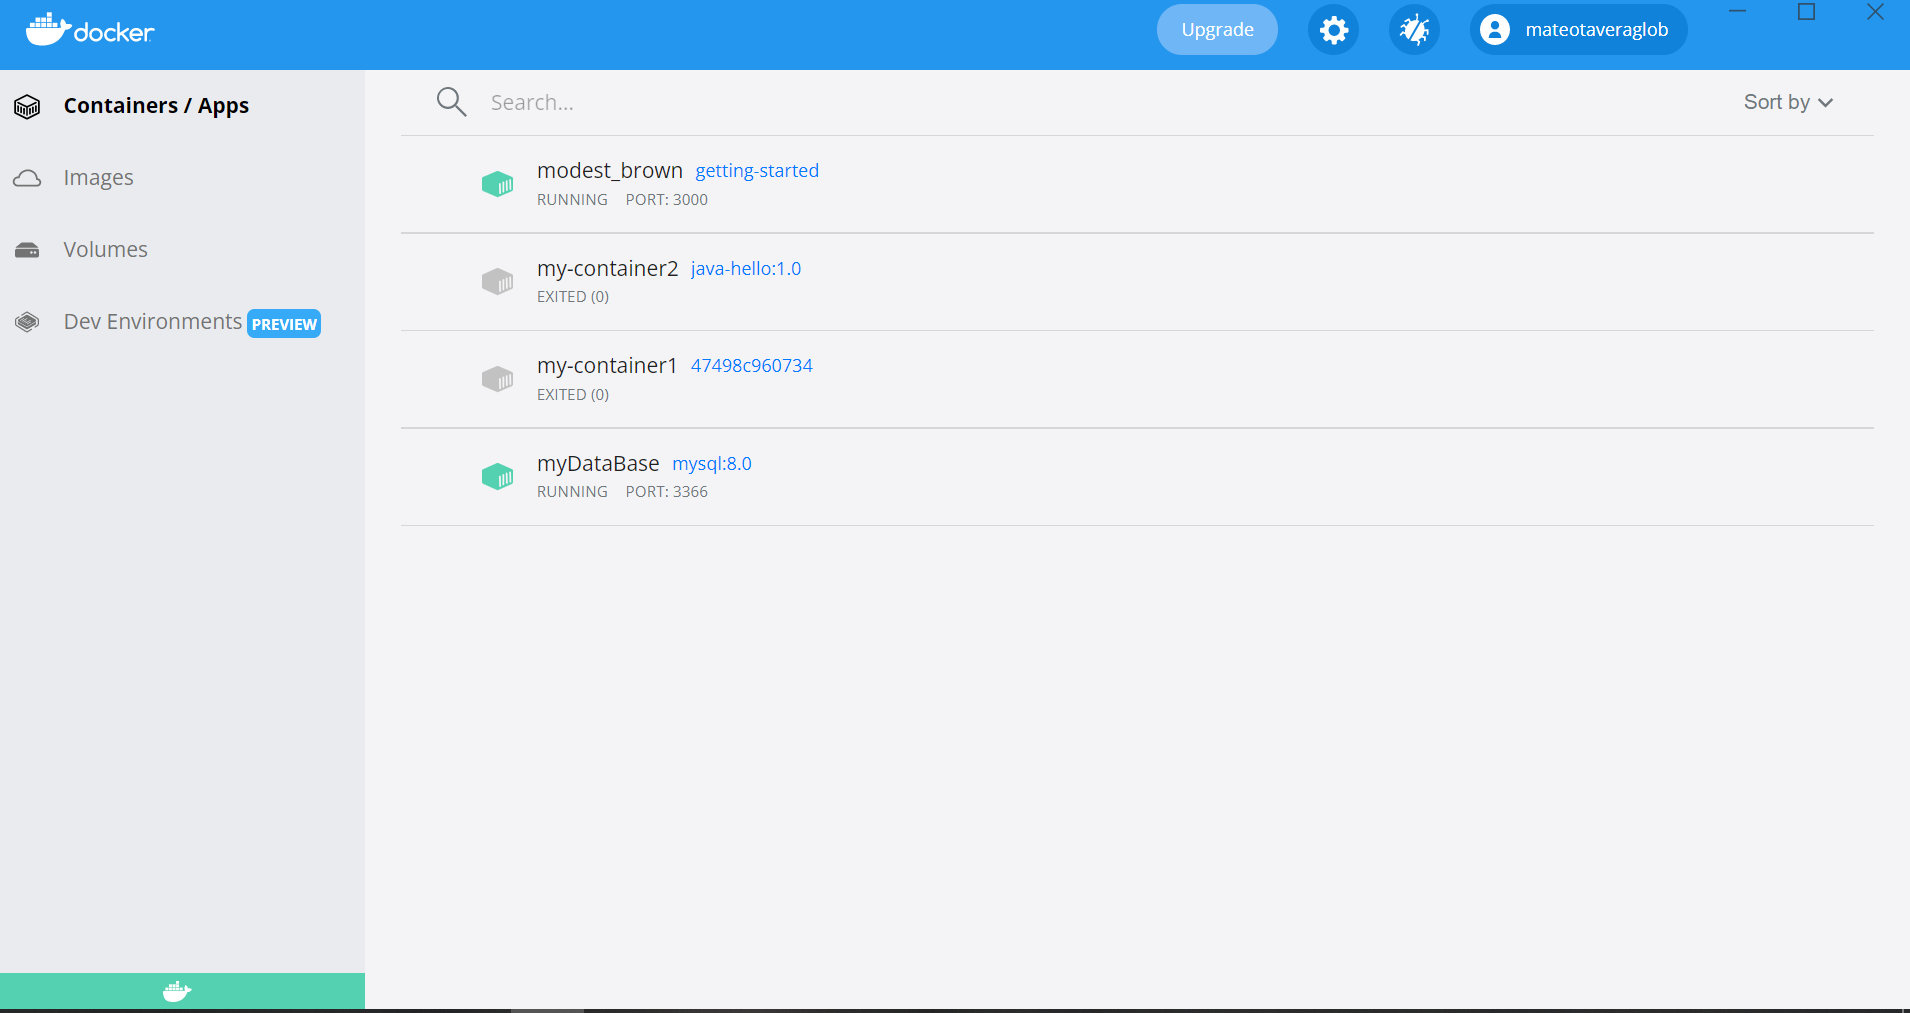 docker
Upgrade
mateotaveraglob
Containers / Apps
Images
Volumes
Dev Environments PREVIEW
Search...
Sort by
modest_brown getting-started
RUNNING PORT: 3000
my-container2 java-hello:1.0
EXITED (0)
my-container1 47498c960734
EXITED (0)
myDataBase mysql:8.0
RUNNING PORT: 3366